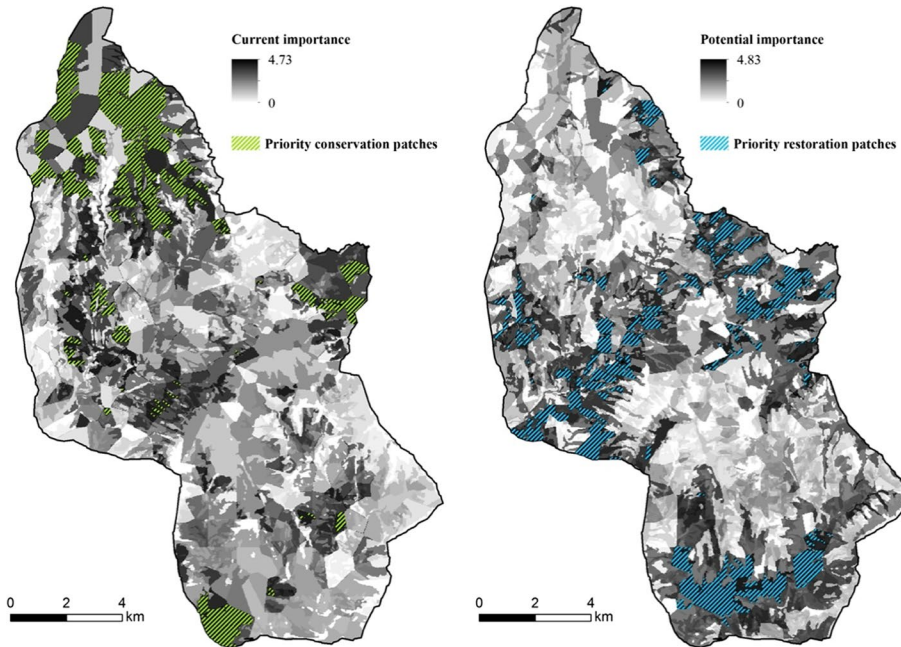 Current importance
4.73
0
Priority conservation patches
0 2 4
km
Potential importance
4.83
0
Priority restoration patches
0 2 4
km